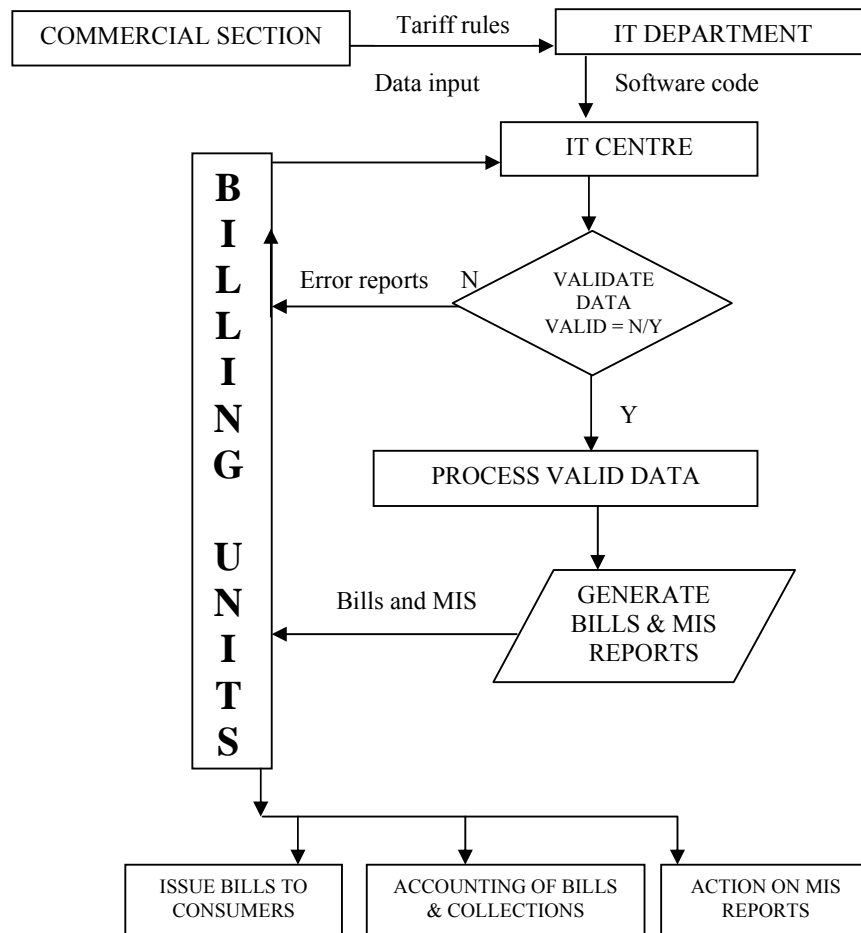 COMMERCIAL SECTION
Tariff rules
IT DEPARTMENT
Data input
Software code
IT CENTRE
BILLING UNITS
Error reports
N
VALIDATE
DATA
VALID = N/Y
Y
PROCESS VALID DATA
Bills and MIS
GENERATE
BILLS & MIS
REPORTS
ISSUE BILLS TO
CONSUMERS
ACCOUNTING OF BILLS
& COLLECTIONS
ACTION ON MIS
REPORTS